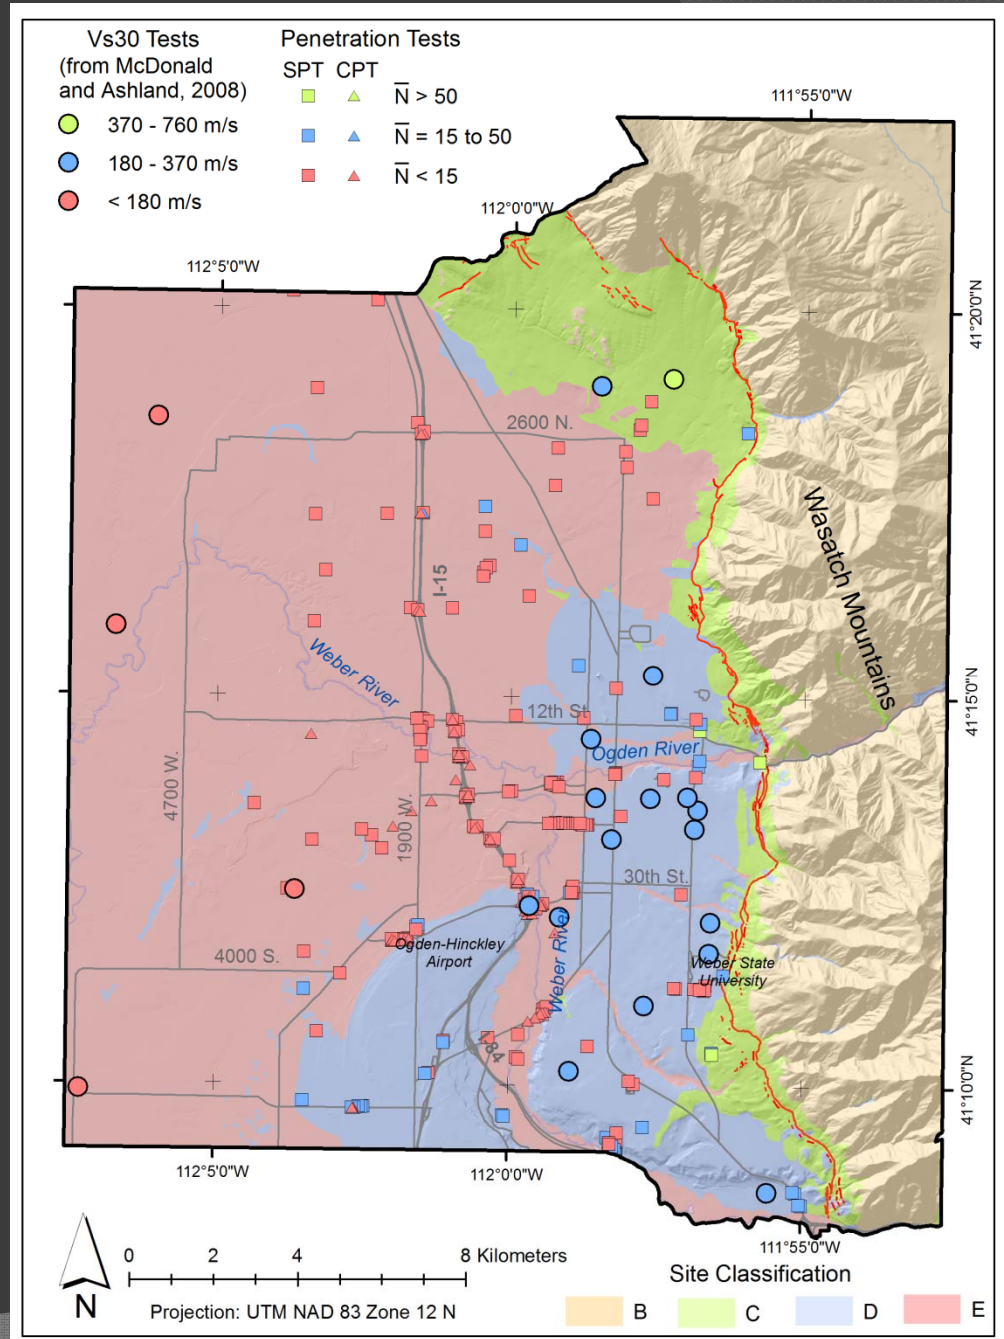 Vs30 Tests
(from McDonald
and Ashland, 2008)
370 - 760 m/s
180 - 370 m/s
< 180 m/s
Penetration Tests
SPT CPT
N̅ > 50
N̅ = 15 to 50
N̅ < 15
111°55'0"W
112°0'0"W
112°5'0"W
41°20'0"N
2600 N.
Wasatch Mountains
I-15
Weber River
41°15'0"N
12th St.
Ogden River
4700 W.
1900 W.
30th St.
Ogden-Hinckley
Airport
4000 S.
Weber River
Weber State
University
I-84
41°10'0"N
112°5'0"W
112°0'0"W
111°55'0"W
N
0 2 4 8 Kilometers
Projection: UTM NAD 83 Zone 12 N
Site Classification
B C D E